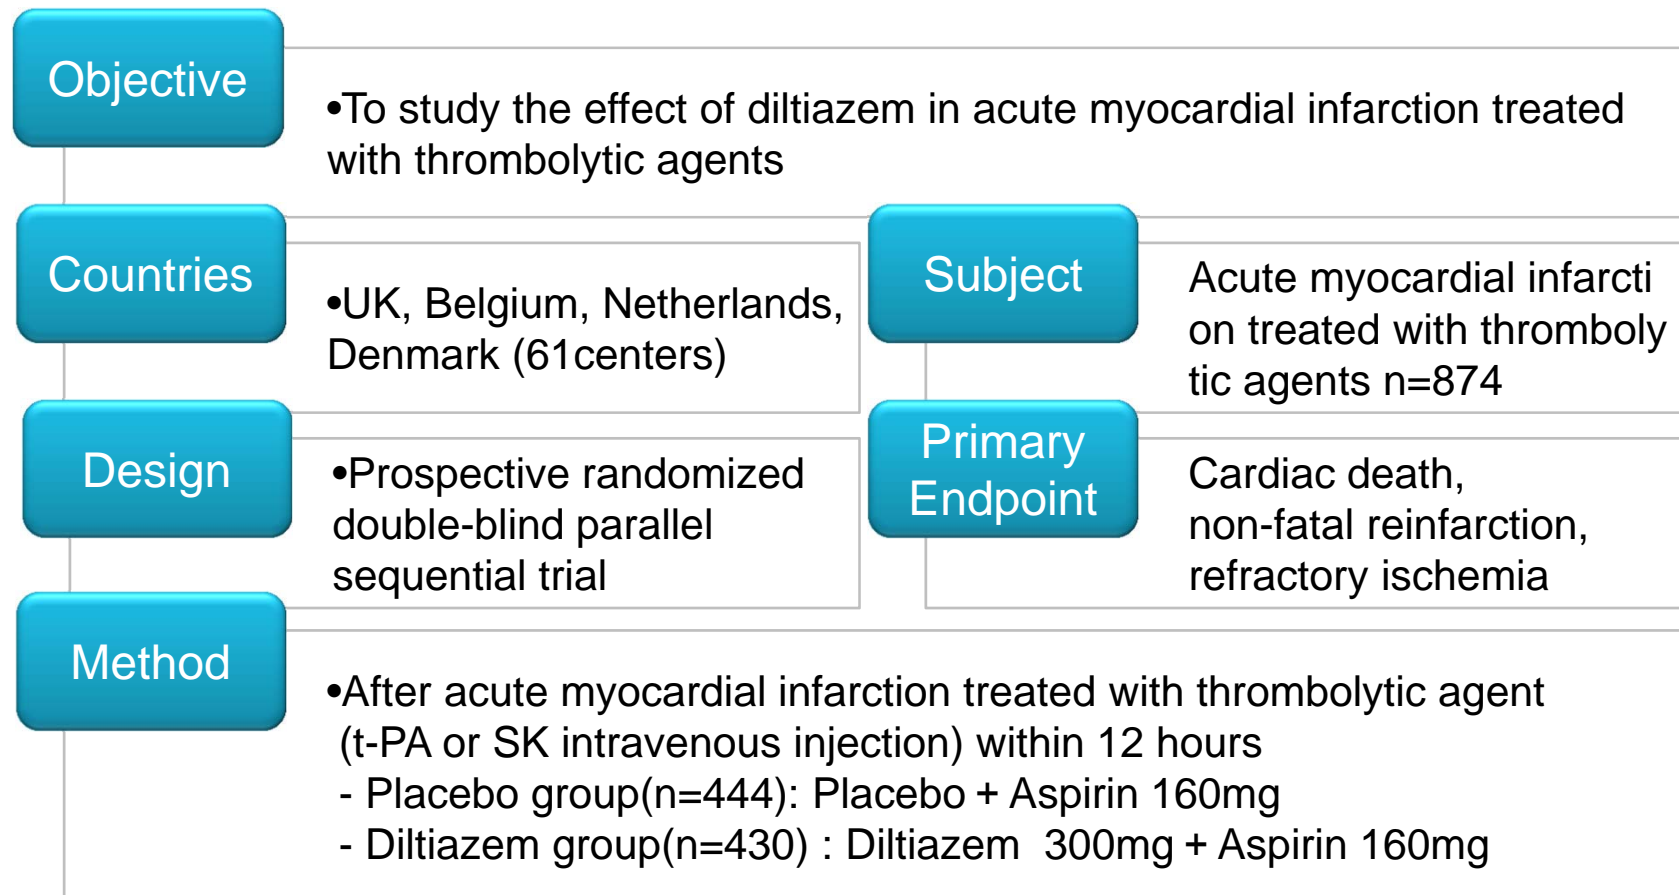 Objective
•To study the effect of diltiazem in acute myocardial infarction treated
with thrombolytic agents
Countries
•UK, Belgium, Netherlands,
Denmark (61centers)
Subject
Acute myocardial infarcti
on treated with thromboly
tic agents n=874
Design
•Prospective randomized
double-blind parallel
sequential trial
Primary
Endpoint
Cardiac death,
non-fatal reinfarction,
refractory ischemia
Method
•After acute myocardial infarction treated with thrombolytic agent
(t-PA or SK intravenous injection) within 12 hours
- Placebo group(n=444): Placebo + Aspirin 160mg
- Diltiazem group(n=430) : Diltiazem  300mg + Aspirin 160mg